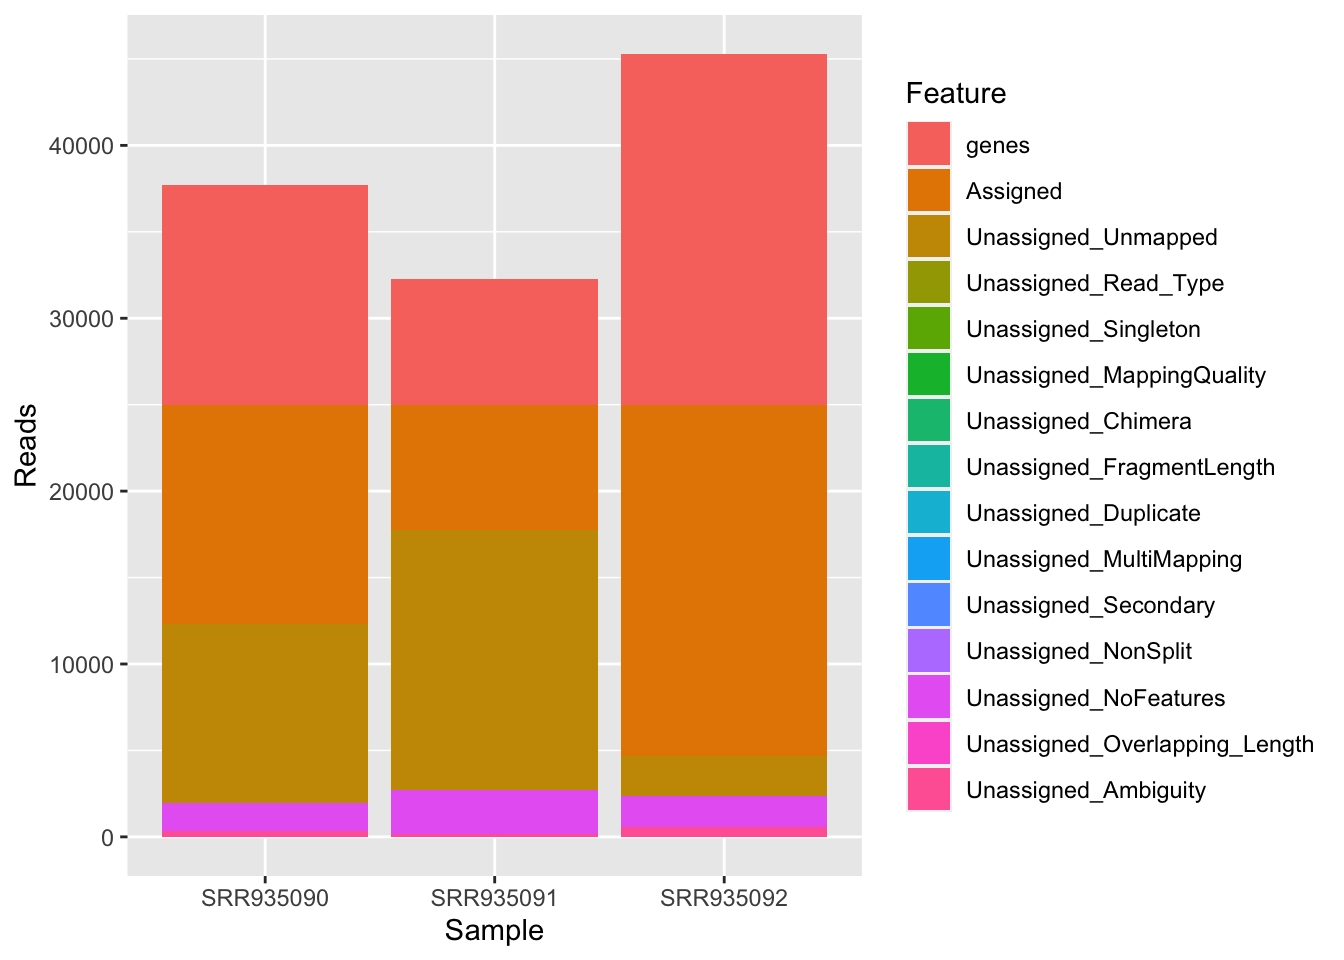 Reads
40000
30000
20000
10000
0
SRR935090
SRR935091
SRR935092
Sample
Feature
genes
Assigned
Unassigned_Unmapped
Unassigned_Read_Type
Unassigned_Singleton
Unassigned_MappingQuality
Unassigned_Chimera
Unassigned_FragmentLength
Unassigned_Duplicate
Unassigned_MultiMapping
Unassigned_Secondary
Unassigned_NonSplit
Unassigned_NoFeatures
Unassigned_Overlapping_Length
Unassigned_Ambiguity